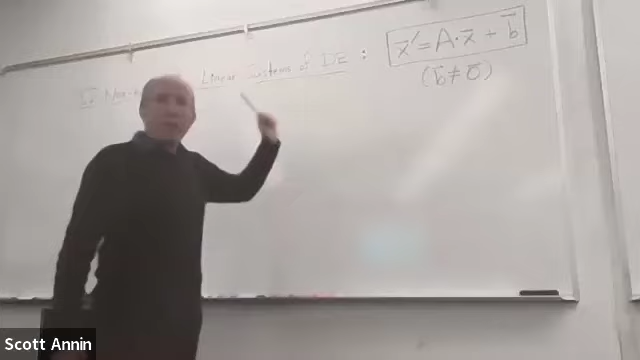 Linear Systems of DE : x⃗' = A·x⃗ + b⃗
(b⃗ ≠ 0⃗)
Scott Annin